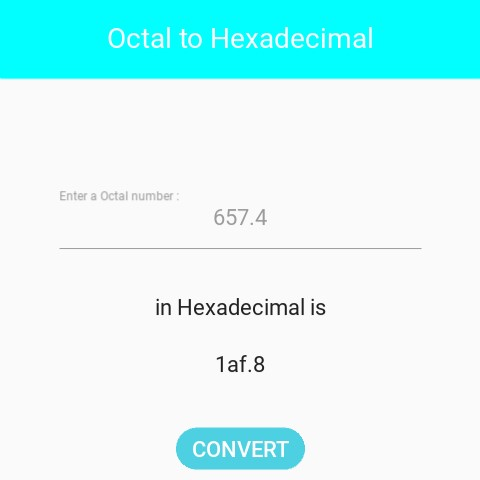 Octal to Hexadecimal
Enter a Octal number :
657.4
in Hexadecimal is
1af.8
CONVERT